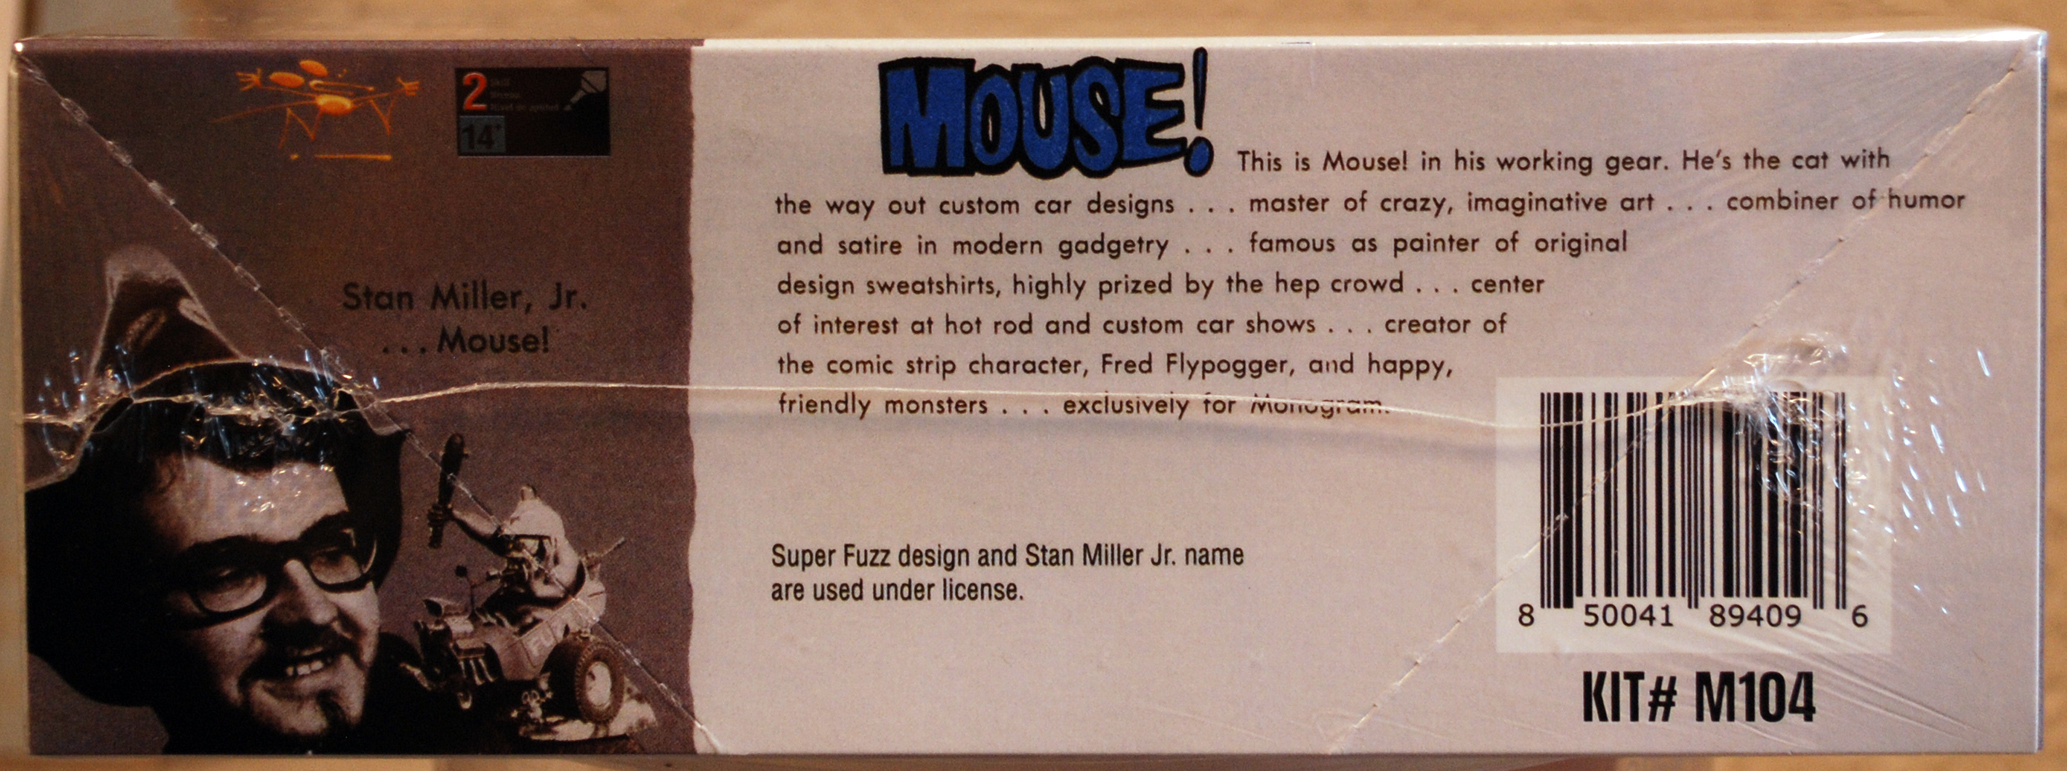 2
Skill
14+
Stan Miller, Jr.
...Mouse!
MOUSE!
This is Mouse! in his working gear. He's the cat with
the way out custom car designs . . . master of crazy, imaginative art . . . combiner of humor
and satire in modern gadgetry . . . famous as painter of original
design sweatshirts, highly prized by the hep crowd . . . center
of interest at hot rod and custom car shows . . . creator of
the comic strip character, Fred Flypogger, and happy,
friendly monsters . . . exclusively for Monogram.
Super Fuzz design and Stan Miller Jr. name
are used under license.
8 50041 89409 6
KIT# M104